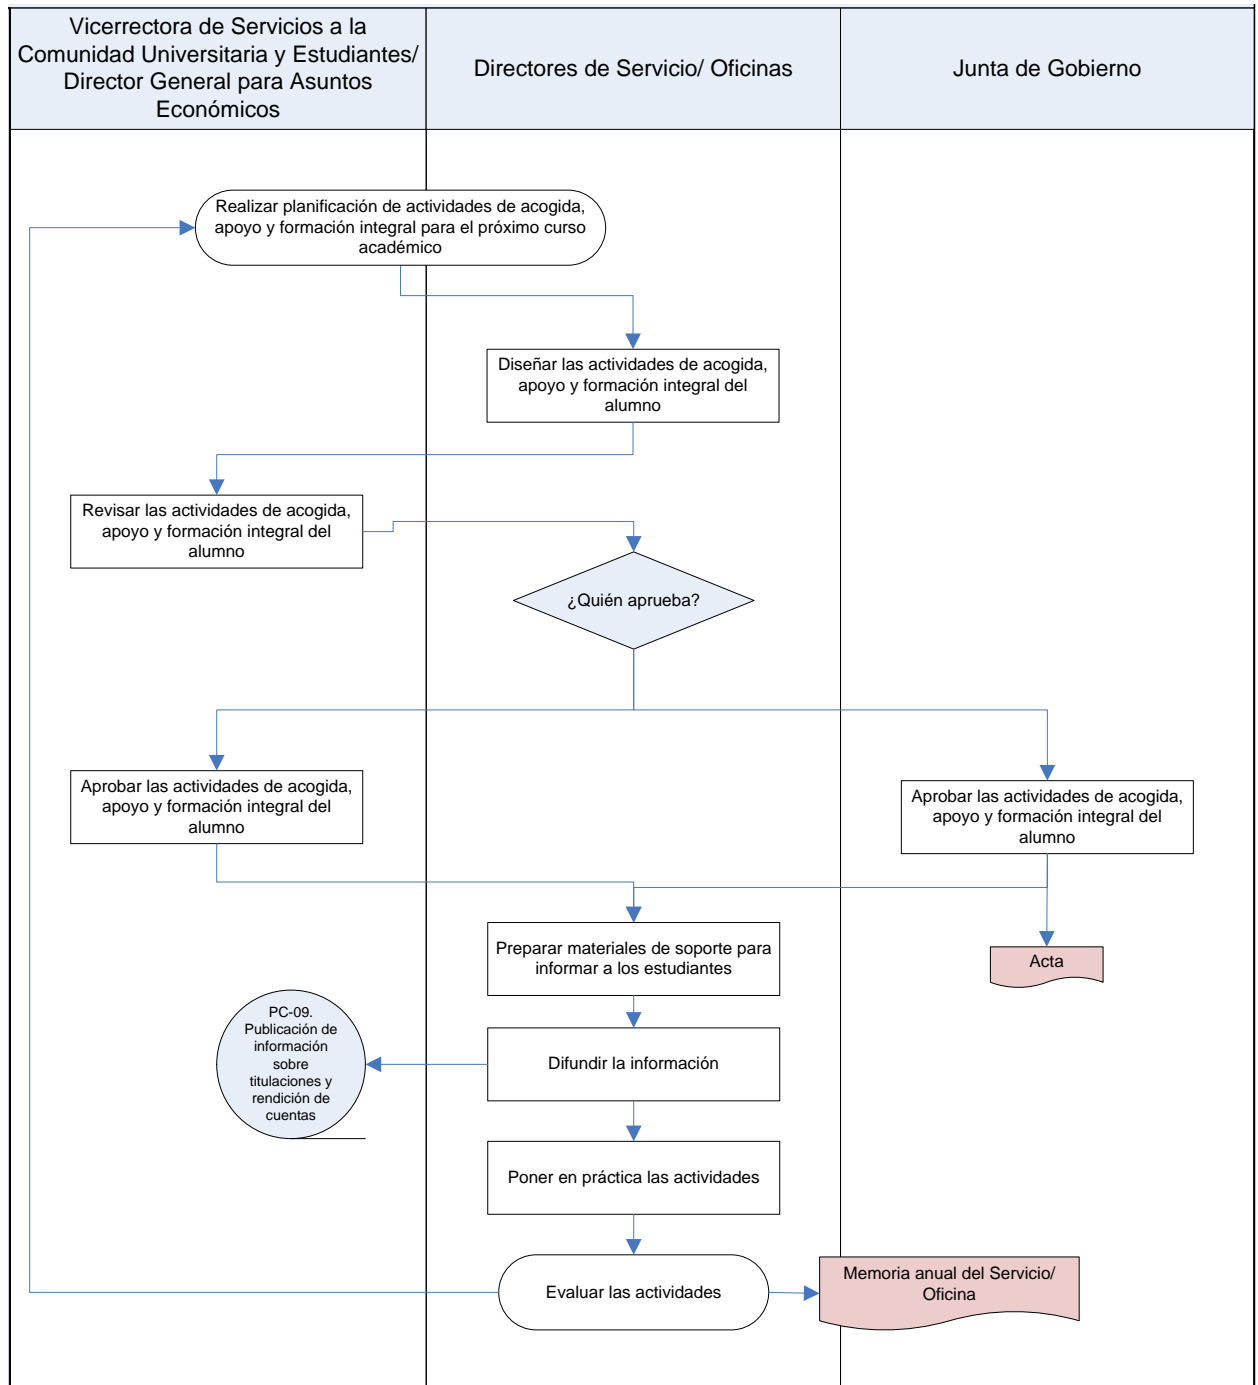 Vicerrectora de Servicios a la
Comunidad Universitaria y Estudiantes/
Director General para Asuntos
Económicos
Directores de Servicio/ Oficinas
Junta de Gobierno
Realizar planificación de actividades de acogida,
apoyo y formación integral para el próximo curso
académico
Diseñar las actividades de acogida,
apoyo y formación integral del
alumno
Revisar las actividades de acogida,
apoyo y formación integral del
alumno
¿Quién aprueba?
Aprobar las actividades de acogida,
apoyo y formación integral del
alumno
Aprobar las actividades de acogida,
apoyo y formación integral del
alumno
Preparar materiales de soporte para
informar a los estudiantes
Acta
PC-09.
Publicación de
información
sobre
titulaciones y
rendición de
cuentas
Difundir la información
Poner en práctica las actividades
Evaluar las actividades
Memoria anual del Servicio/
Oficina